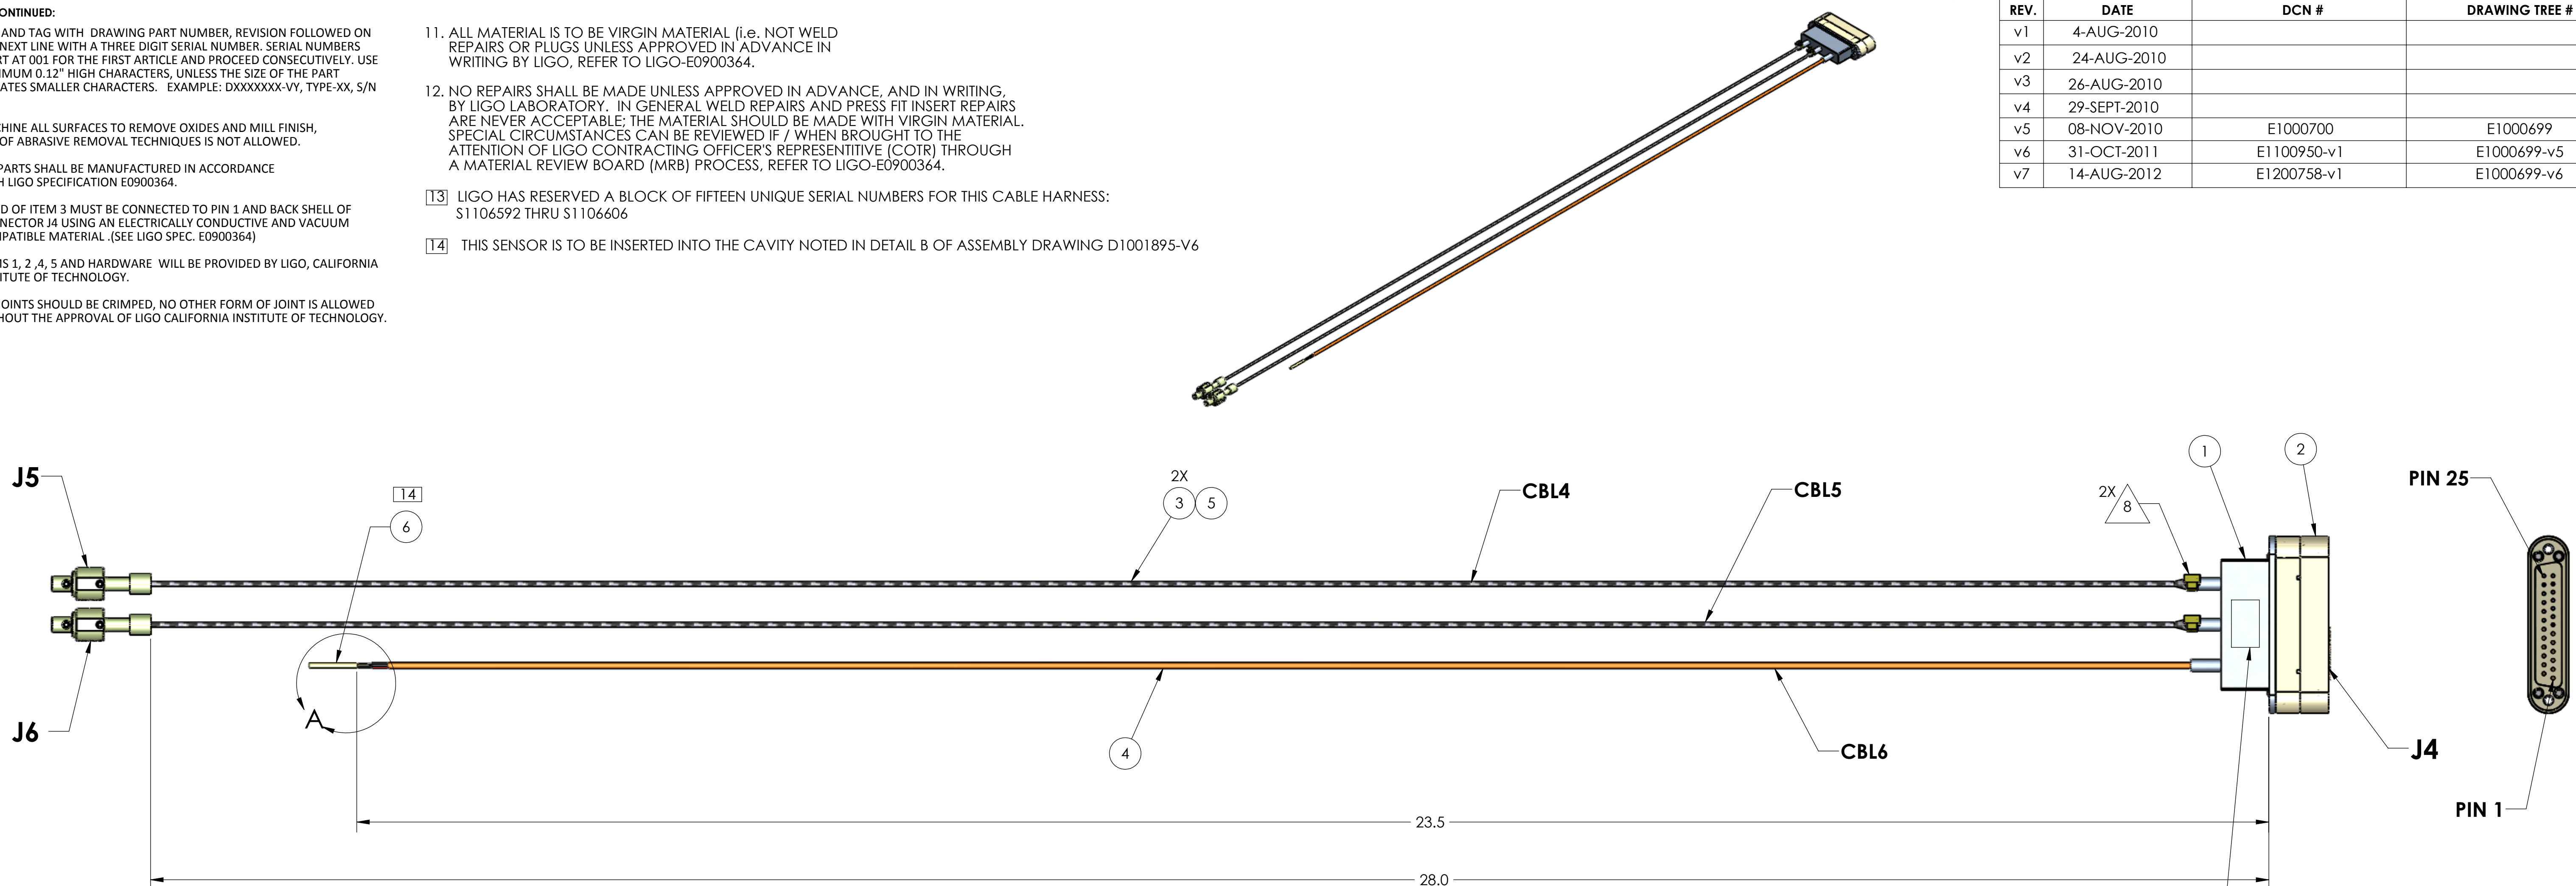 ONTINUED:
AND TAG WITH DRAWING PART NUMBER, REVISION FOLLOWED ON
NEXT LINE WITH A THREE DIGIT SERIAL NUMBER. SERIAL NUMBERS
RT AT 001 FOR THE FIRST ARTICLE AND PROCEED CONSECUTIVELY. USE
IMUM 0.12" HIGH CHARACTERS, UNLESS THE SIZE OF THE PART
ATES SMALLER CHARACTERS. EXAMPLE: DXXXXXXX-VY, TYPE-XX, S/N
CHINE ALL SURFACES TO REMOVE OXIDES AND MILL FINISH,
OF ABRASIVE REMOVAL TECHNIQUES IS NOT ALLOWED.
PARTS SHALL BE MANUFACTURED IN ACCORDANCE
H LIGO SPECIFICATION E0900364.
D OF ITEM 3 MUST BE CONNECTED TO PIN 1 AND BACK SHELL OF
NNECTOR J4 USING AN ELECTRICALLY CONDUCTIVE AND VACUUM
MPATIBLE MATERIAL .(SEE LIGO SPEC. E0900364)
MS 1, 2 ,4, 5 AND HARDWARE WILL BE PROVIDED BY LIGO, CALIFORNIA
TITUTE OF TECHNOLOGY.
OINTS SHOULD BE CRIMPED, NO OTHER FORM OF JOINT IS ALLOWED
HOUT THE APPROVAL OF LIGO CALIFORNIA INSTITUTE OF TECHNOLOGY.
11. ALL MATERIAL IS TO BE VIRGIN MATERIAL (i.e. NOT WELD
REPAIRS OR PLUGS UNLESS APPROVED IN ADVANCE IN
WRITING BY LIGO, REFER TO LIGO-E0900364.
12. NO REPAIRS SHALL BE MADE UNLESS APPROVED IN ADVANCE, AND IN WRITING,
BY LIGO LABORATORY. IN GENERAL WELD REPAIRS AND PRESS FIT INSERT REPAIRS
ARE NEVER ACCEPTABLE; THE MATERIAL SHOULD BE MADE WITH VIRGIN MATERIAL.
SPECIAL CIRCUMSTANCES CAN BE REVIEWED IF / WHEN BROUGHT TO THE
ATTENTION OF LIGO CONTRACTING OFFICER'S REPRESENTITIVE (COTR) THROUGH
A MATERIAL REVIEW BOARD (MRB) PROCESS, REFER TO LIGO-E0900364.
13 LIGO HAS RESERVED A BLOCK OF FIFTEEN UNIQUE SERIAL NUMBERS FOR THIS CABLE HARNESS:
S1106592 THRU S1106606
14 THIS SENSOR IS TO BE INSERTED INTO THE CAVITY NOTED IN DETAIL B OF ASSEMBLY DRAWING D1001895-V6
REV. DATE DCN # DRAWING TREE #
v1 4-AUG-2010
v2 24-AUG-2010
v3 26-AUG-2010
v4 29-SEPT-2010
v5 08-NOV-2010 E1000700 E1000699
v6 31-OCT-2011 E1100950-v1 E1000699-v5
v7 14-AUG-2012 E1200758-v1 E1000699-v6
J5
14
6
2X
3 5
CBL4
CBL5
2X 8
1
2
PIN 25
J6
A
4
CBL6
J4
PIN 1
23.5
28.0